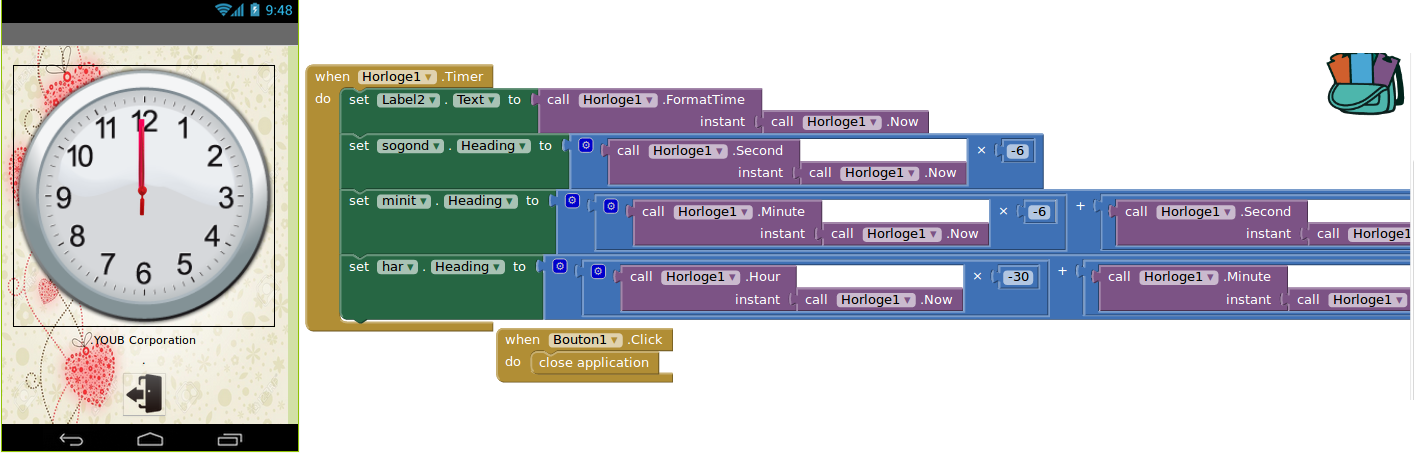 9:48
12
11 1
10 2
9 3
8 4
7 5
6
YOUB Corporation
.
when Horloge1 .Timer
do set Label2 . Text to call Horloge1 .FormatTime
instant call Horloge1 .Now
set sogond . Heading to call Horloge1 .Second × -6
instant call Horloge1 .Now
set minit . Heading to call Horloge1 .Minute × -6 + call Horloge1 .Second
instant call Horloge1 .Now instant call Horloge1
set har . Heading to call Horloge1 .Hour × -30 + call Horloge1 .Minute
instant call Horloge1 .Now instant call Horloge1
when Bouton1 .Click
do close application